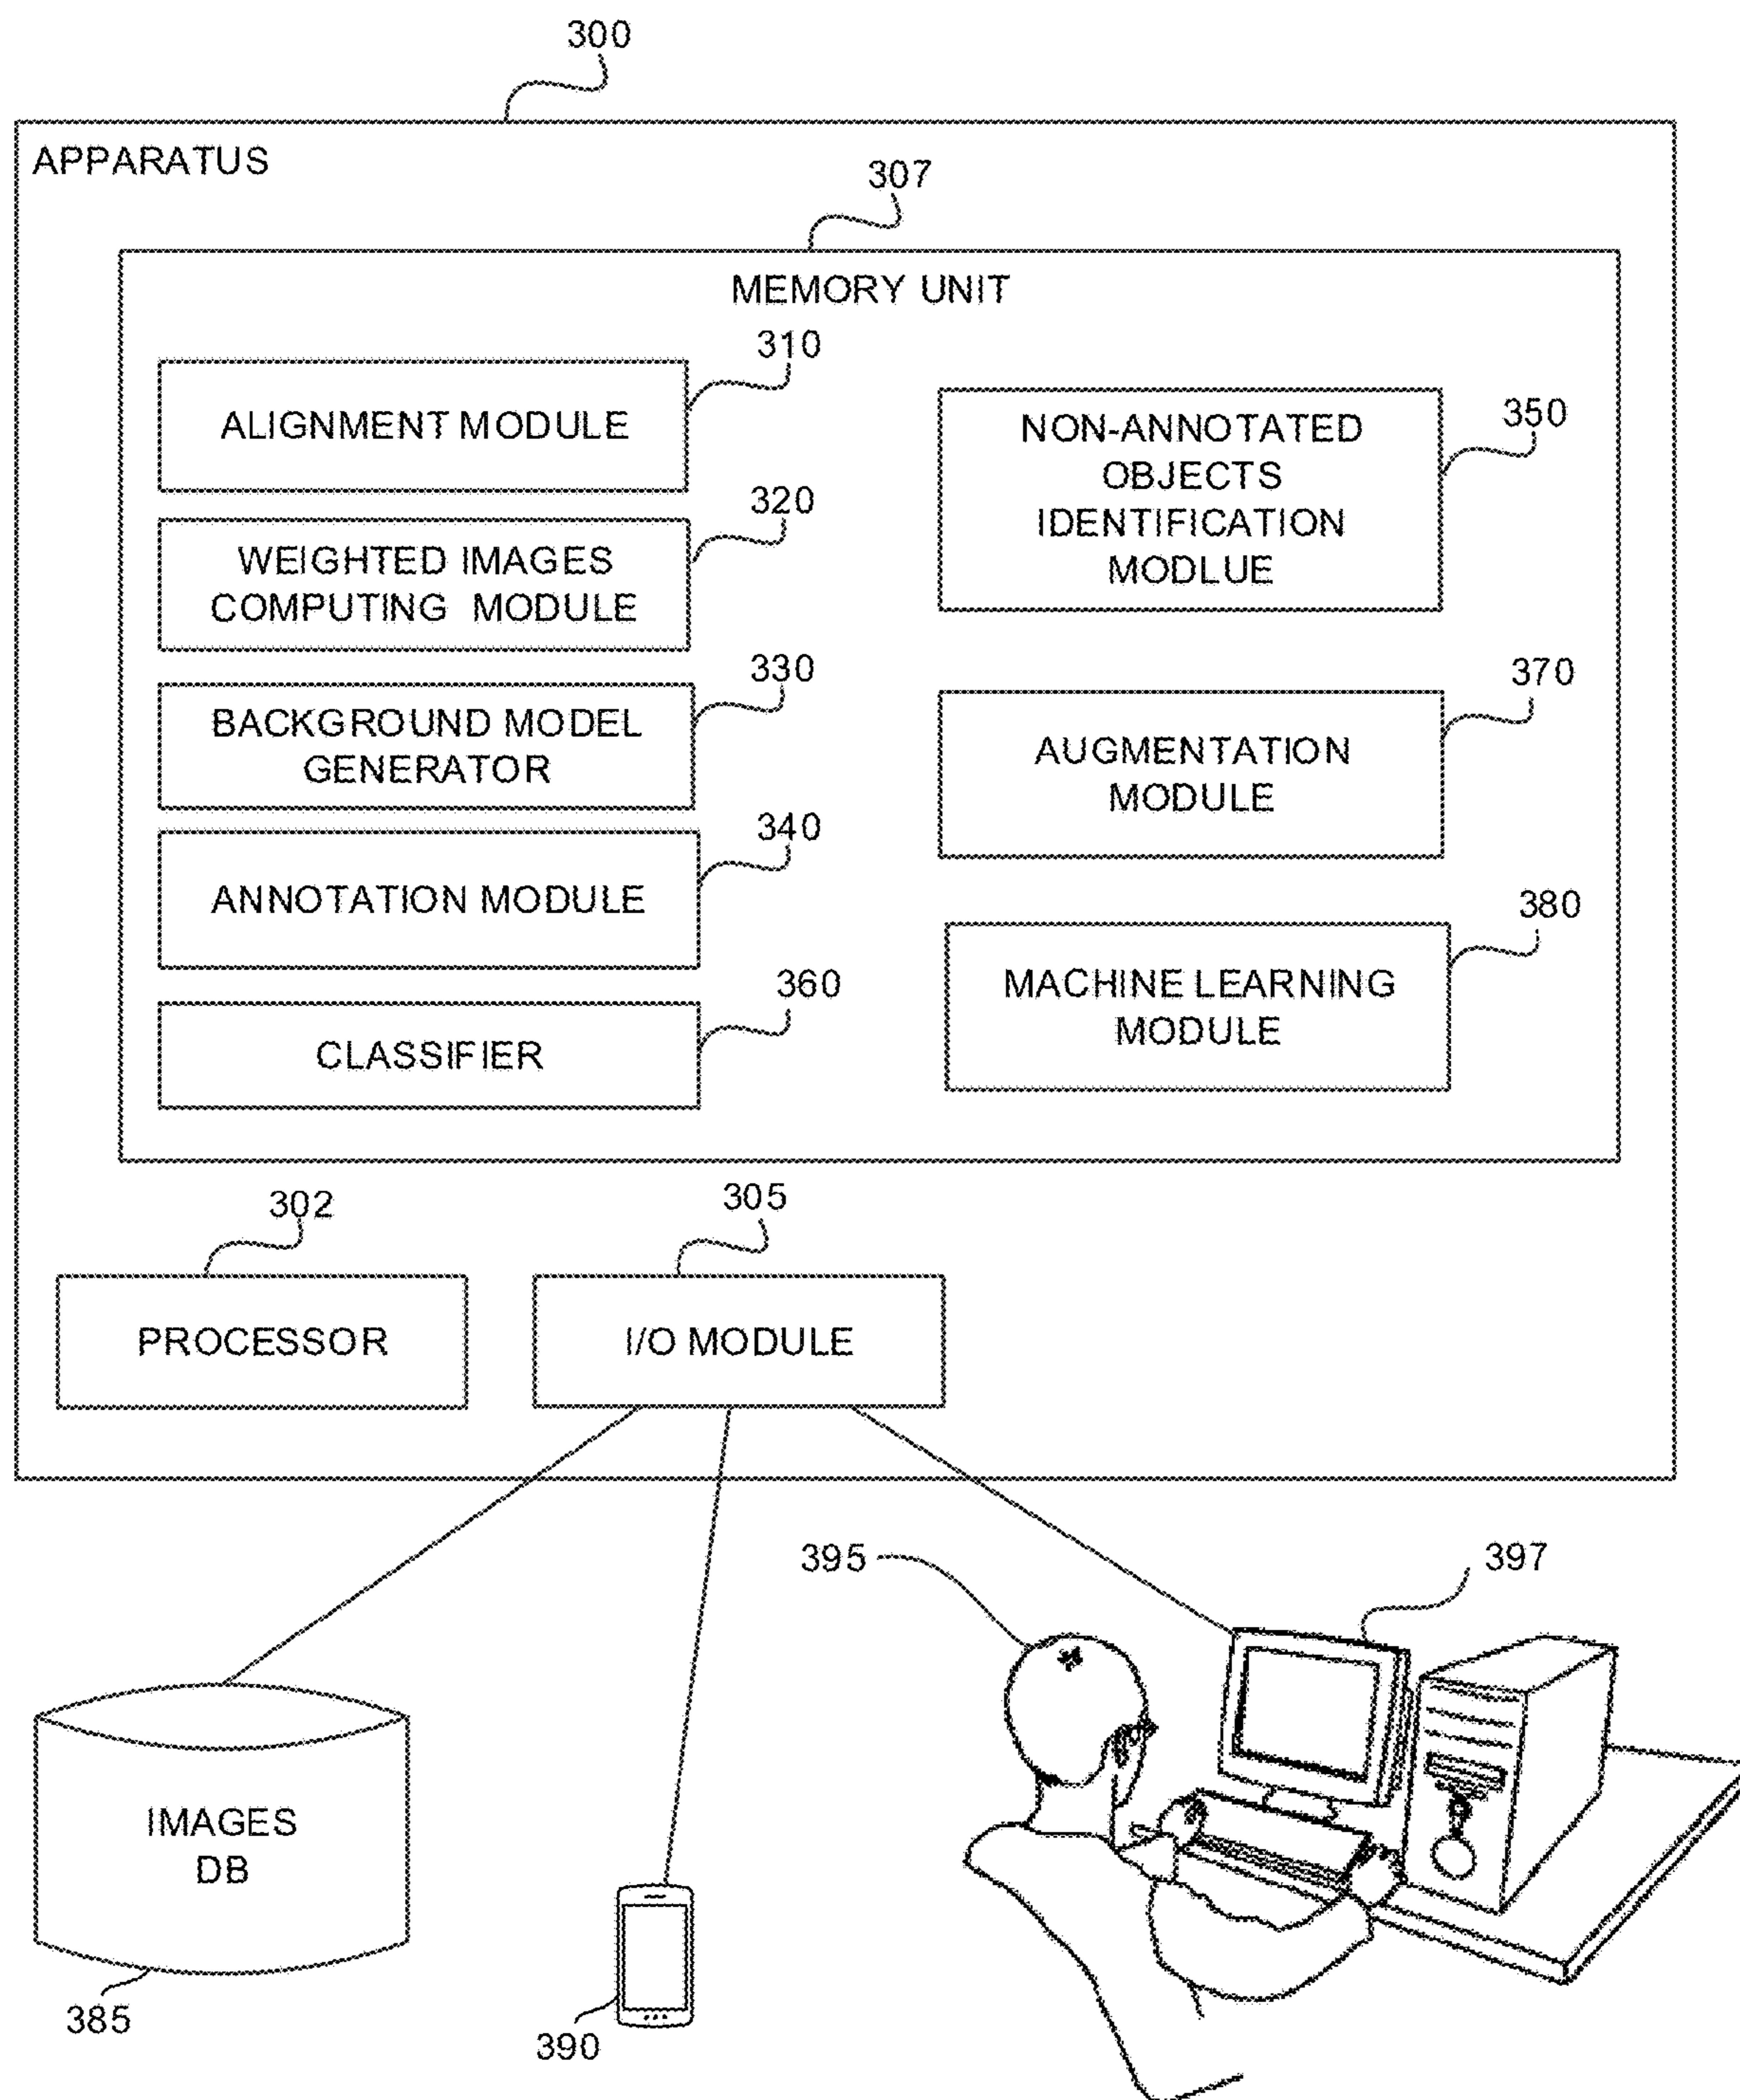 300
APPARATUS
307
MEMORY UNIT
310
ALIGNMENT MODULE
320
WEIGHTED IMAGES
COMPUTING MODULE
330
BACKGROUND MODEL
GENERATOR
340
ANNOTATION MODULE
360
CLASSIFIER
350
NON-ANNOTATED
OBJECTS
IDENTIFICATION
MODLUE
370
AUGMENTATION
MODULE
380
MACHINE LEARNING
MODULE
302
PROCESSOR
305
I/O MODULE
395
397
IMAGES
DB
385
390